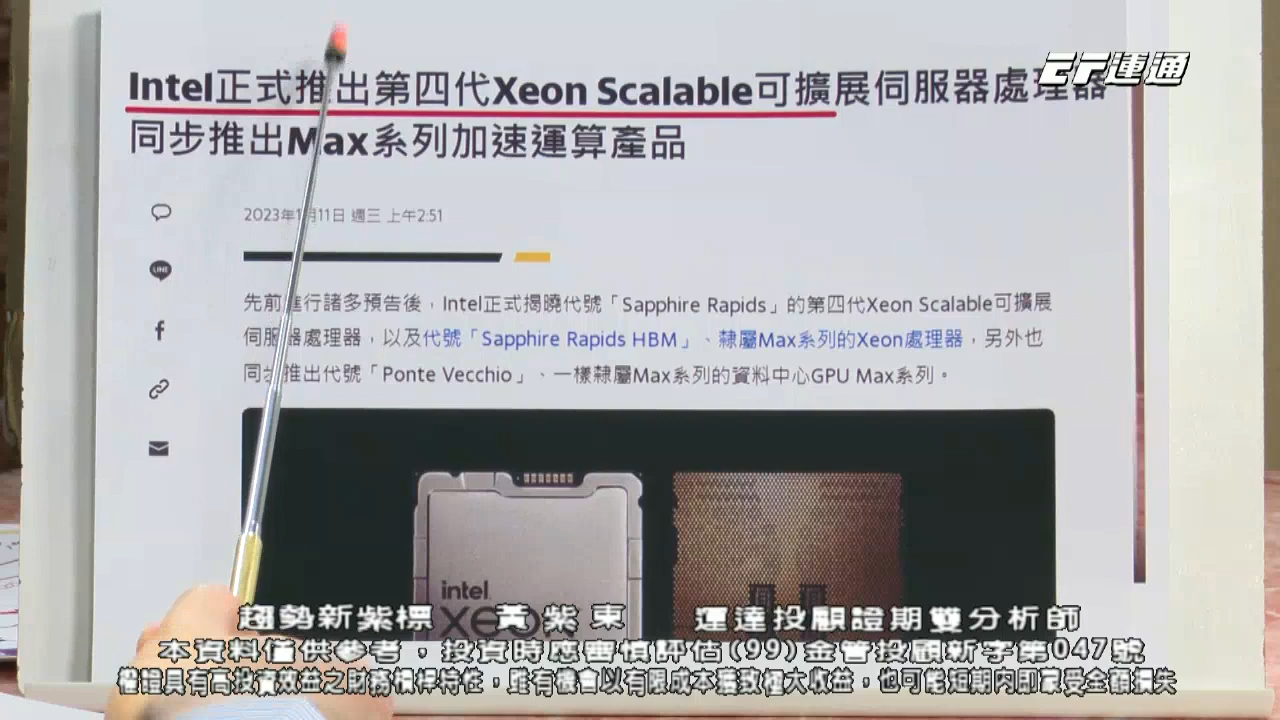 CT運通
Intel正式推出第四代Xeon Scalable可擴展伺服器處理器
同步推出Max系列加速運算產品
2023年1月11日 週三 上午2:51
LINE
先前進行諸多預告後，Intel正式揭曉代號「Sapphire Rapids」的第四代Xeon Scalable可擴展
伺服器處理器，以及代號「Sapphire Rapids HBM」、隸屬Max系列的Xeon處理器，另外也
同步推出代號「Ponte Vecchio」、一樣隸屬Max系列的資料中心GPU Max系列。
intel
xeon
趨勢新紫標 黃紫東 運達投顧證期雙分析師
本資料僅供參考，投資時應審慎評估(99)金管投顧新字第047號
權證具有高投資效益之財務槓桿特性，雖有機會以有限成本獲致極大收益，也可能短期內即蒙受全額損失